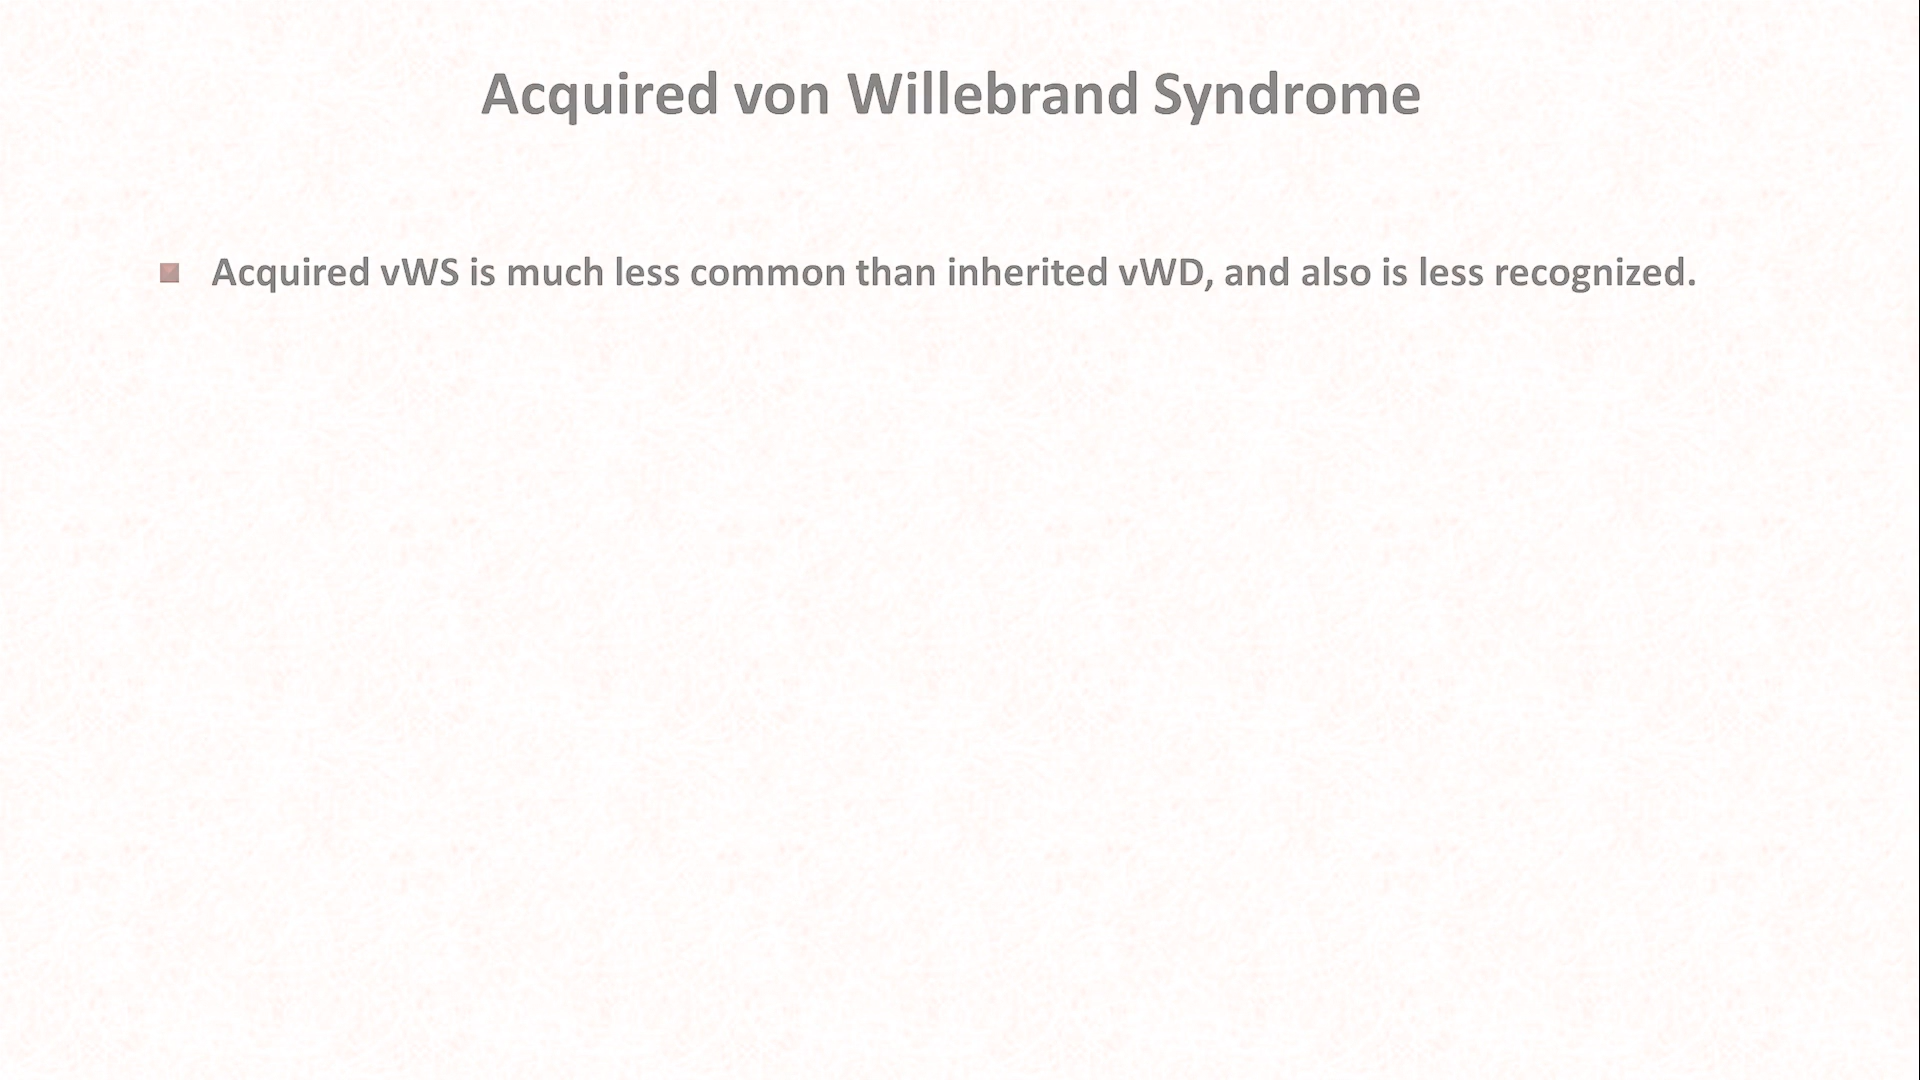 Acquired von Willebrand Syndrome
Acquired vWS is much less common than inherited vWD, and also is less recognized.